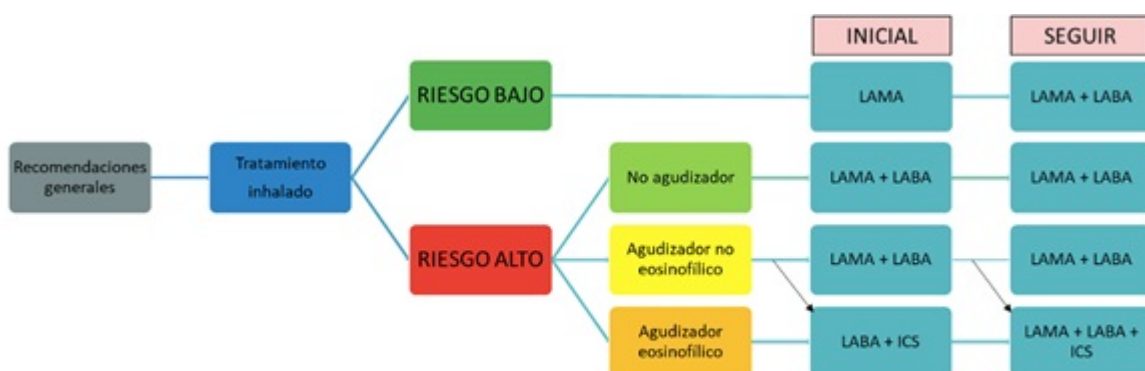 INICIAL
SEGUIR
RIESGO BAJO
LAMA
LAMA + LABA
Recomendaciones
generales
Tratamiento
inhalado
No agudizador
LAMA + LABA
LAMA + LABA
RIESGO ALTO
Agudizador no
eosinofílico
LAMA + LABA
LAMA + LABA
Agudizador
eosinofílico
LABA + ICS
LAMA + LABA +
ICS